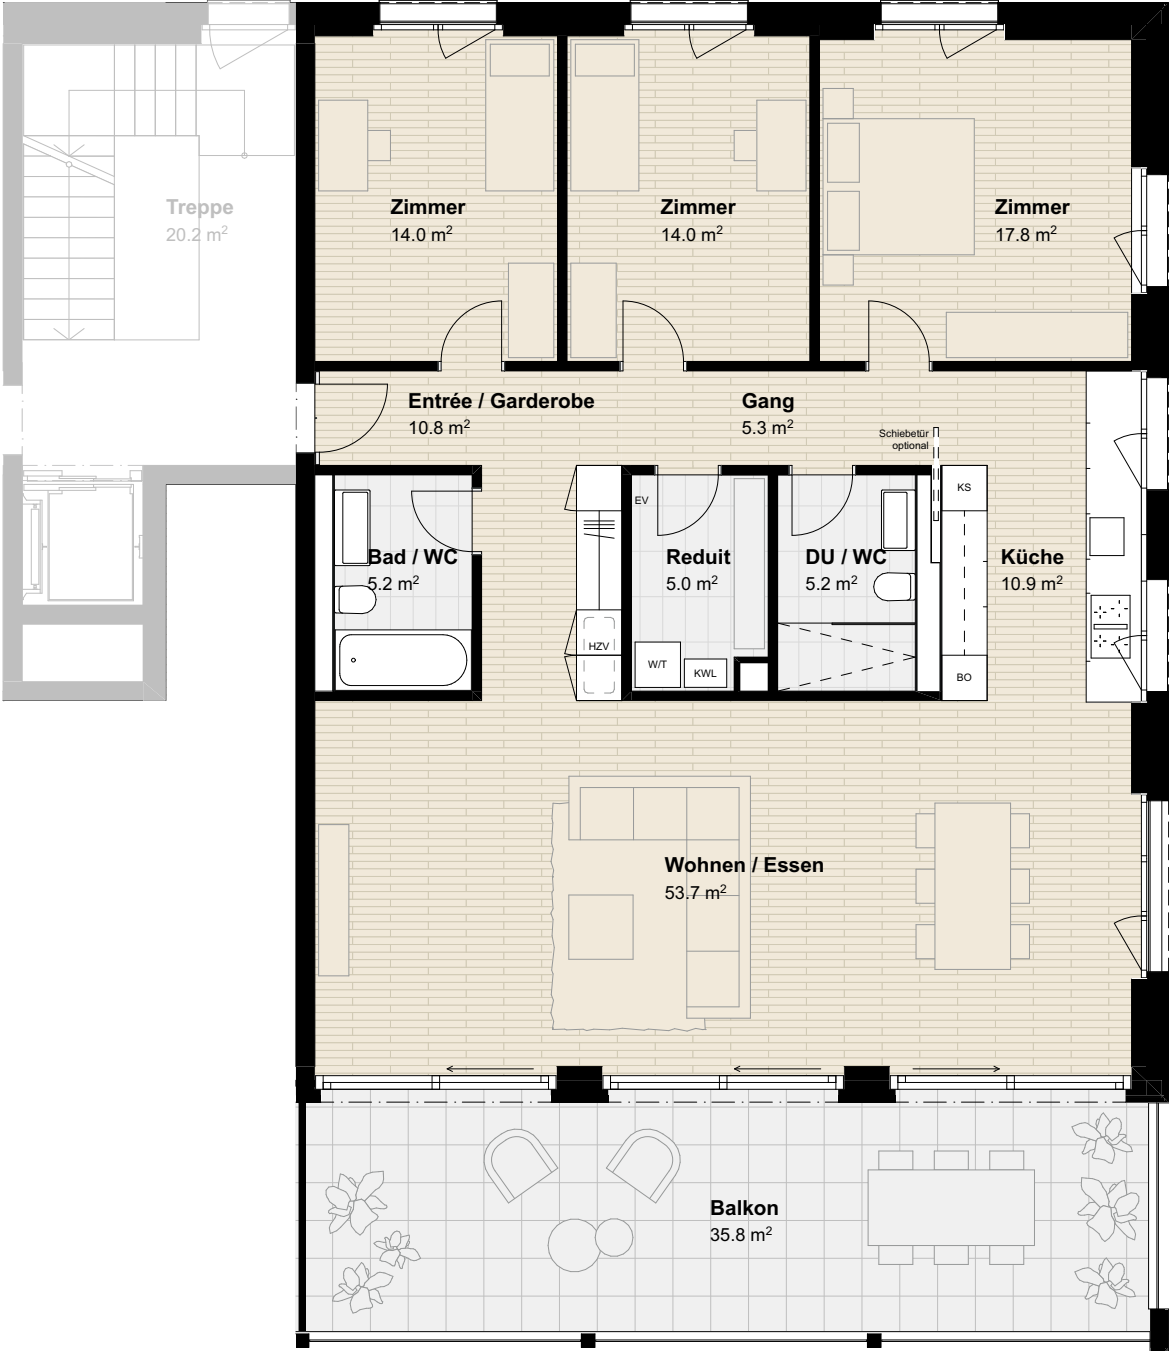 Treppe
20.2 m²
Zimmer
14.0 m²
Zimmer
14.0 m²
Zimmer
17.8 m²
Entrée / Garderobe
10.8 m²
Gang
5.3 m²
Schiebetür
optional
Bad / WC
5.2 m²
HZV
EV
Reduit
5.0 m²
W/T
KWL
DU / WC
5.2 m²
KS
BO
Küche
10.9 m²
Wohnen / Essen
53.7 m²
Balkon
35.8 m²